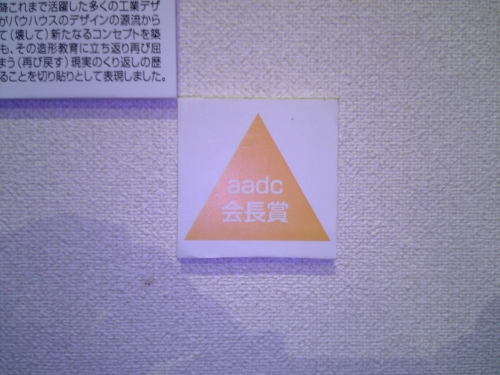 降これまで活躍した多くの工業デザ
がバウハウスのデザインの源流から
て(壊して)新たなるコンセプトを築
も、その造形教育に立ち返り再び屈
まう(再び戻す)現実のくり返しの歴
ることを切り貼りとして表現しました。
aadc
会長賞